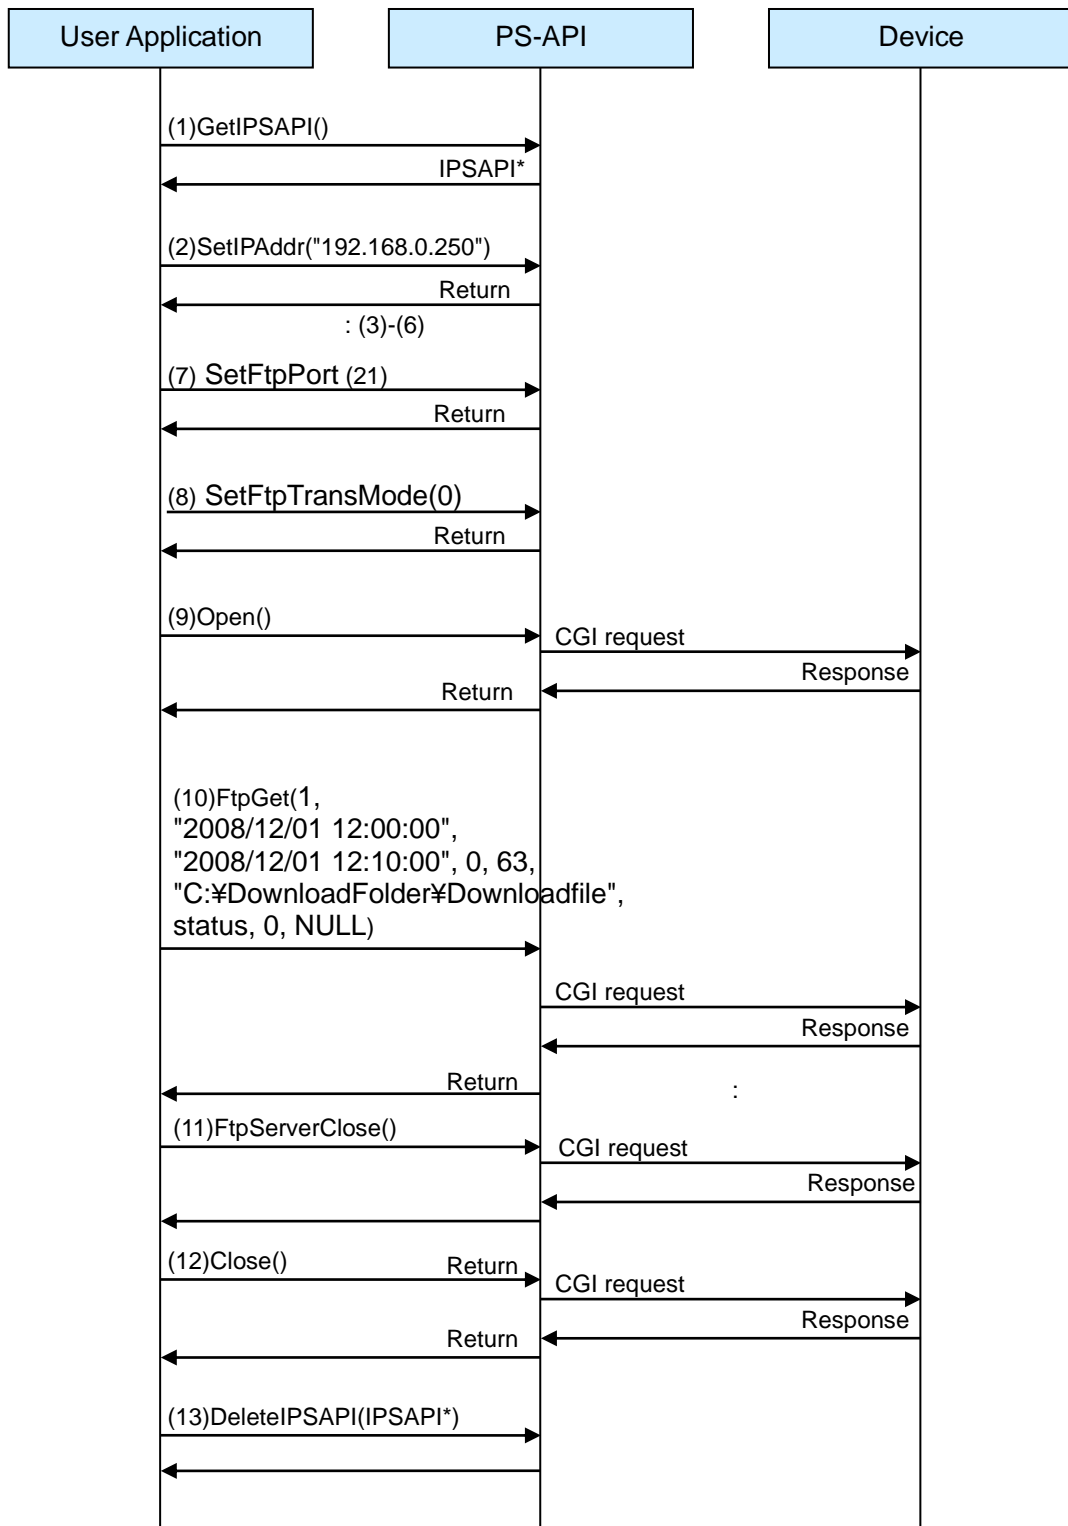 User Application
PS-API
Device
(1)GetIPSAPI()
IPSAPI*
(2)SetIPAddr("192.168.0.250")
Return
: (3)-(6)
(7) SetFtpPort (21)
Return
(8) SetFtpTransMode(0)
Return
(9)Open()
CGI request
Response
Return
(10)FtpGet(1,
"2008/12/01 12:00:00",
"2008/12/01 12:10:00", 0, 63,
"C:¥DownloadFolder¥Downloadfile",
status, 0, NULL)
CGI request
Response
Return
:
(11)FtpServerClose()
CGI request
Response
(12)Close()
Return
CGI request
Response
Return
(13)DeleteIPSAPI(IPSAPI*)